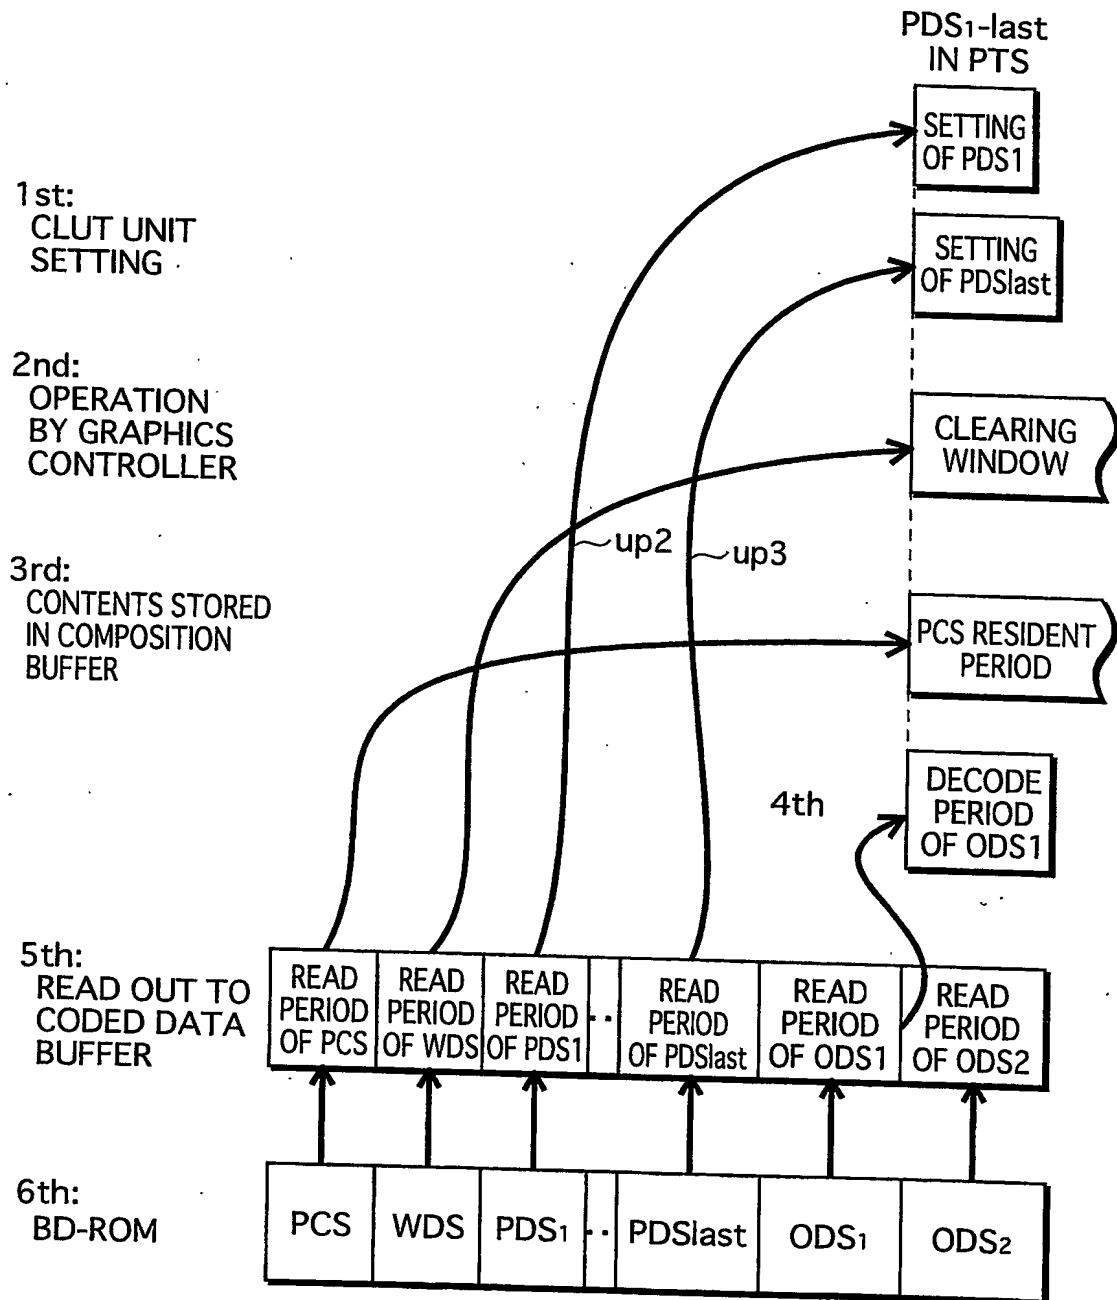 PDS1-last
IN PTS
SETTING
OF PDS1
1st:
CLUT UNIT
SETTING
SETTING
OF PDSlast
2nd:
OPERATION
BY GRAPHICS
CONTROLLER
CLEARING
WINDOW
up2
up3
3rd:
CONTENTS STORED
IN COMPOSITION
BUFFER
PCS RESIDENT
PERIOD
4th
DECODE
PERIOD
OF ODS1
5th:
READ OUT TO
CODED DATA
BUFFER
READ
PERIOD
OF PCS
READ
PERIOD
OF WDS
READ
PERIOD
OF PDS1
··
READ
PERIOD
OF PDSlast
READ
PERIOD
OF ODS1
READ
PERIOD
OF ODS2
6th:
BD-ROM
PCS
WDS
PDS1
··
PDSlast
ODS1
ODS2